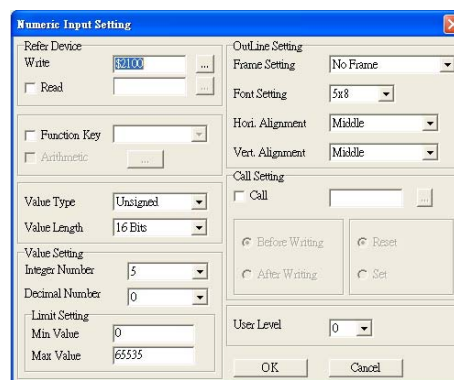 Numeric Input Setting
Refer Device
Write $2100 ...
Read ...
Function Key
Arithmetic ...
Value Type Unsigned
Value Length 16 Bits
Value Setting
Integer Number 5
Decimal Number 0
Limit Setting
Min Value 0
Max Value 65535
OutLine Setting
Frame Setting No Frame
Font Setting 5x8
Hori. Alignment Middle
Vert. Alignment Middle
Call Setting
Call ...
Before Writing Reset
After Writing Set
User Level 0
OK Cancel